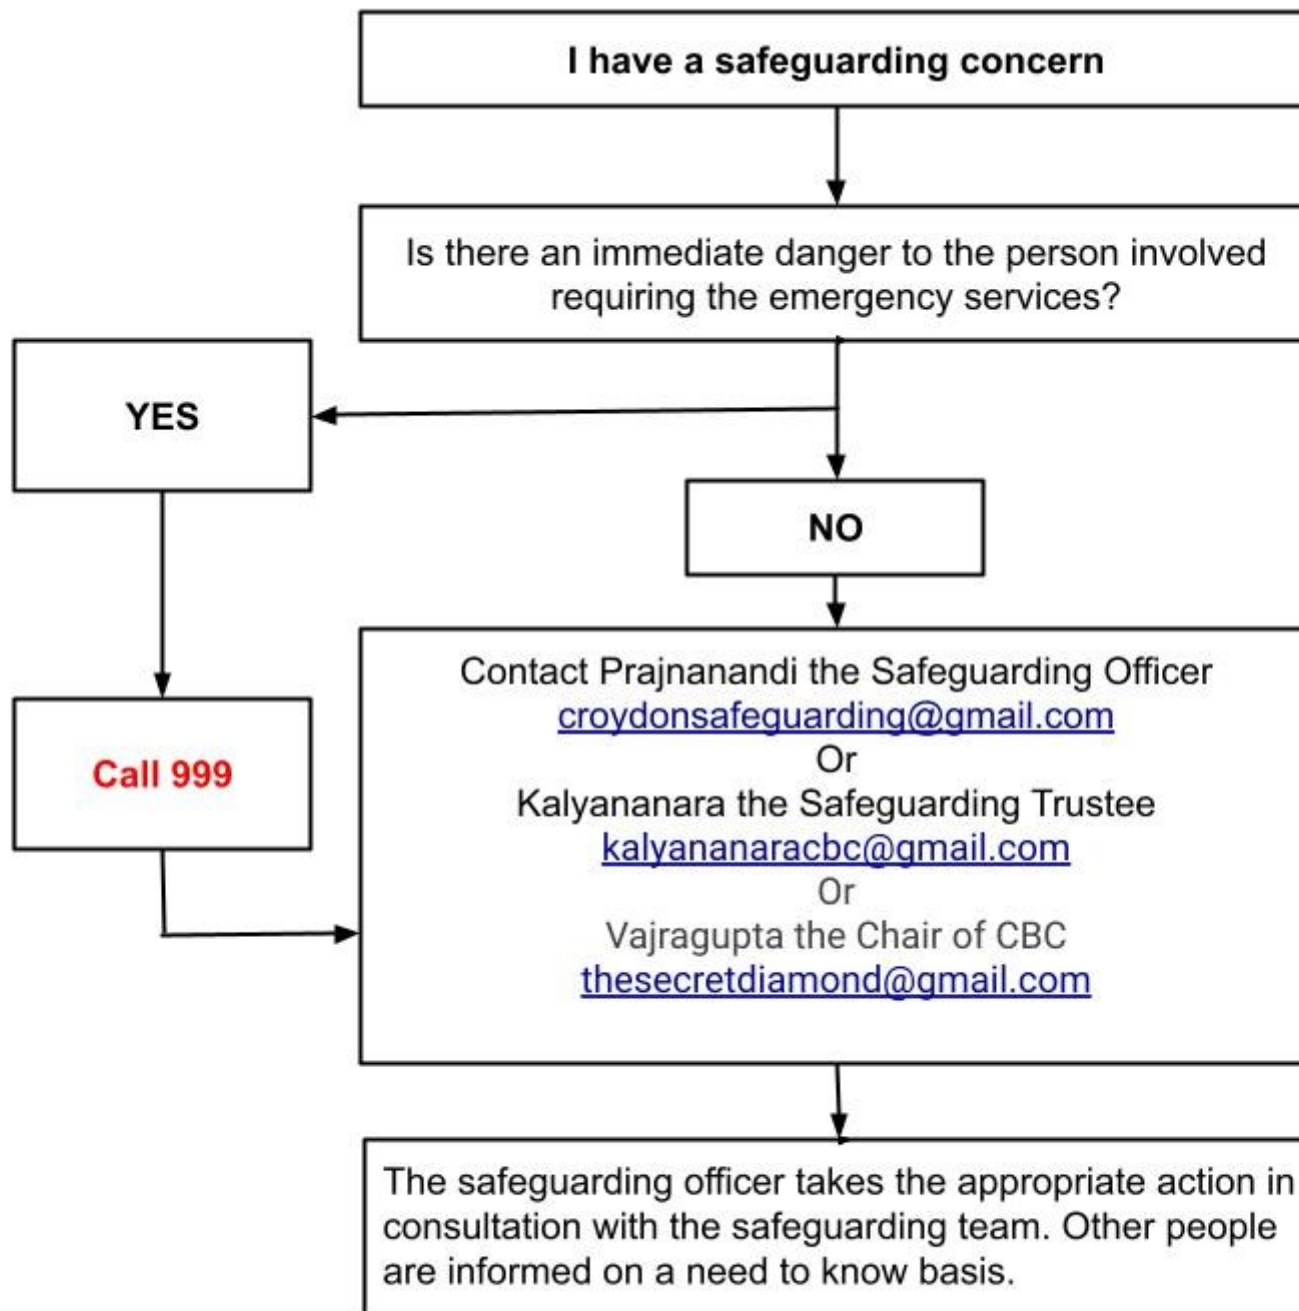 I have a safeguarding concern
Is there an immediate danger to the person involved
requiring the emergency services?
YES
NO
Call 999
Contact Prajnanandi the Safeguarding Officer
croydonsafeguarding@gmail.com
Or
Kalyananara the Safeguarding Trustee
kalyananaracbc@gmail.com
Or
Vajragupta the Chair of CBC
thesecretdiamond@gmail.com
The safeguarding officer takes the appropriate action in
consultation with the safeguarding team. Other people
are informed on a need to know basis.